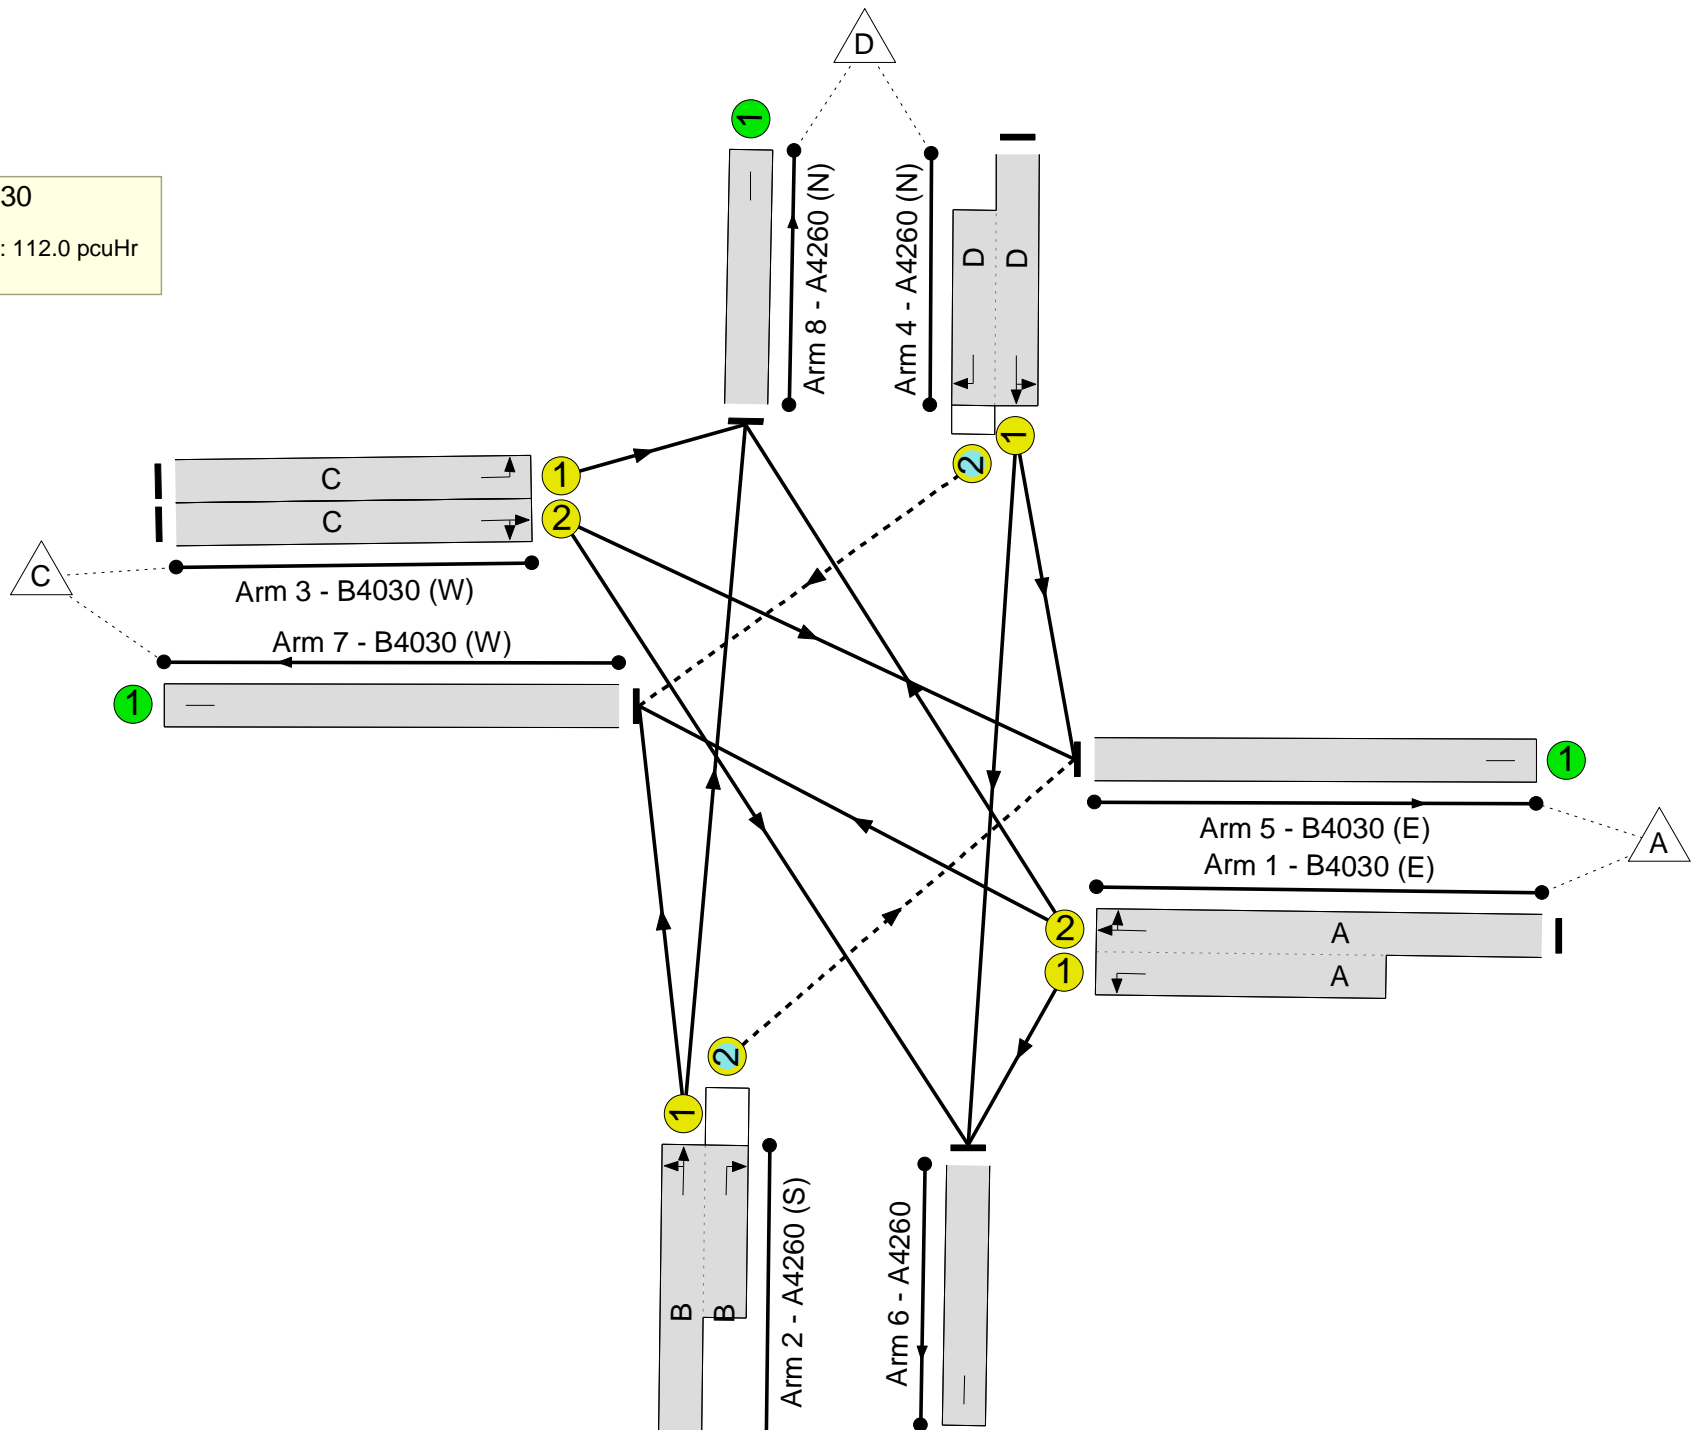 D
1
30
: 112.0 pcuHr
Arm 8 - A4260 (N)
Arm 4 - A4260 (N)
D
D
1
2
C
1
C
2
C
Arm 3 - B4030 (W)
Arm 7 - B4030 (W)
1
1
Arm 5 - B4030 (E)
Arm 1 - B4030 (E)
A
2
A
1
A
2
1
B
B
Arm 2 - A4260 (S)
Arm 6 - A4260